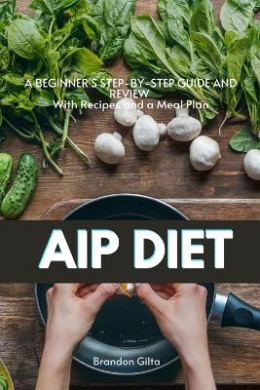 A BEGINNER'S STEP-BY-STEP GUIDE AND
REVIEW
With Recipes and a Meal Plan
AIP DIET
Brandon Gilta